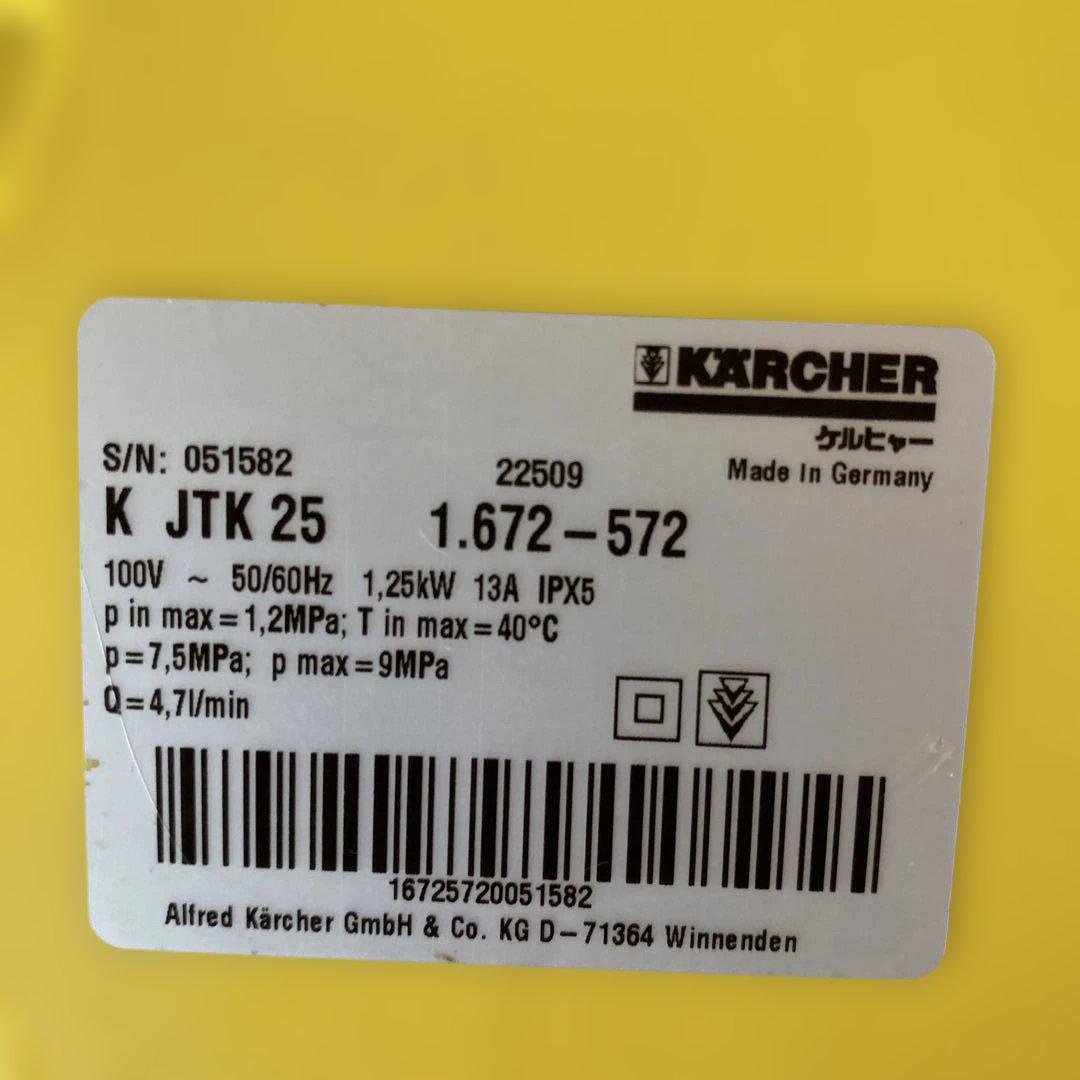 KÄRCHER
ケルヒャー
Made In Germany
S/N: 051582 22509
K JTK 25 1.672-572
100V ~ 50/60Hz 1,25kW 13A IPX5
p in max=1,2MPa; T in max=40°C
p=7,5MPa; p max=9MPa
Q=4,7l/min
16725720051582
Alfred Kärcher GmbH & Co. KG D-71364 Winnenden